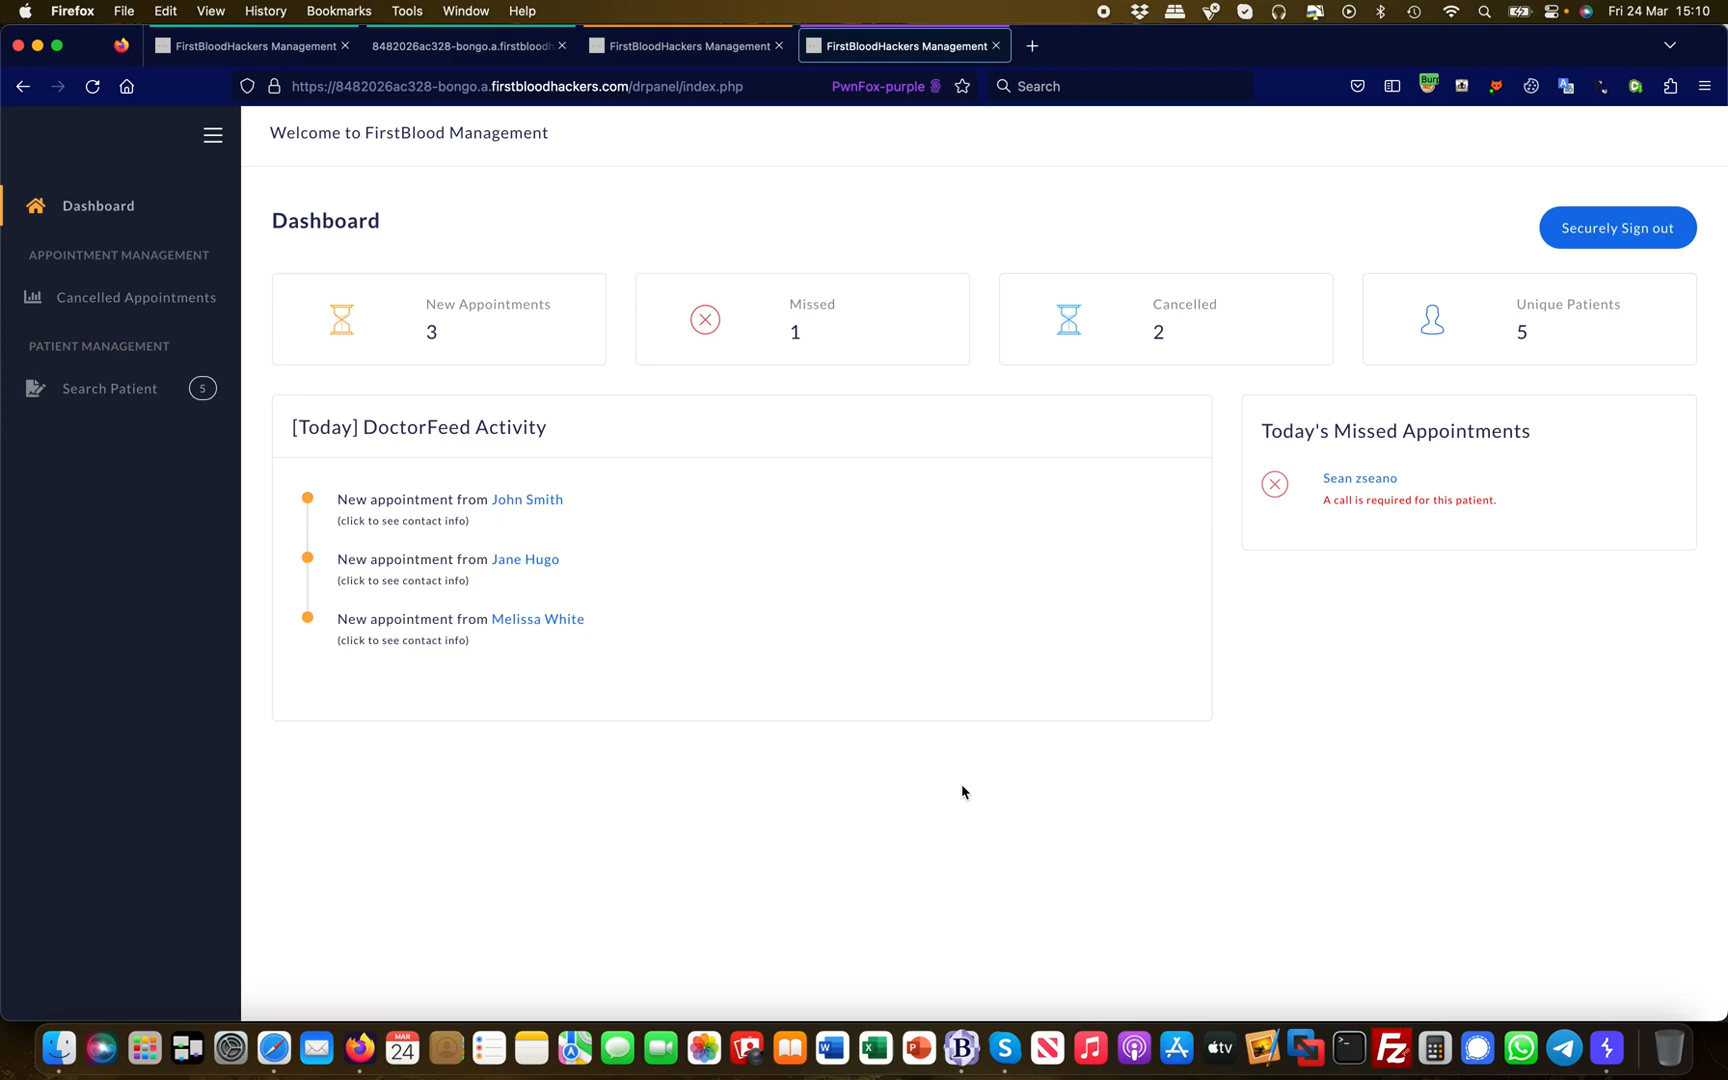 Firefox File Edit View History Bookmarks Tools Window Help Fri 24 Mar 15:10
FirstBloodHackers Management 8482026ac328-bongo.a.firstblood FirstBloodHackers Management FirstBloodHackers Management
https://8482026ac328-bongo.a.firstbloodhackers.com/drpanel/index.php PwnFox-purple Search Burp
Welcome to FirstBlood Management
Dashboard
APPOINTMENT MANAGEMENT
Cancelled Appointments
PATIENT MANAGEMENT
Search Patient 5
Dashboard
Securely Sign out
New Appointments
3
Missed
1
Cancelled
2
Unique Patients
5
[Today] DoctorFeed Activity
New appointment from John Smith
(click to see contact info)
New appointment from Jane Hugo
(click to see contact info)
New appointment from Melissa White
(click to see contact info)
Today's Missed Appointments
Sean zseano
A call is required for this patient.
MAR
24
tv